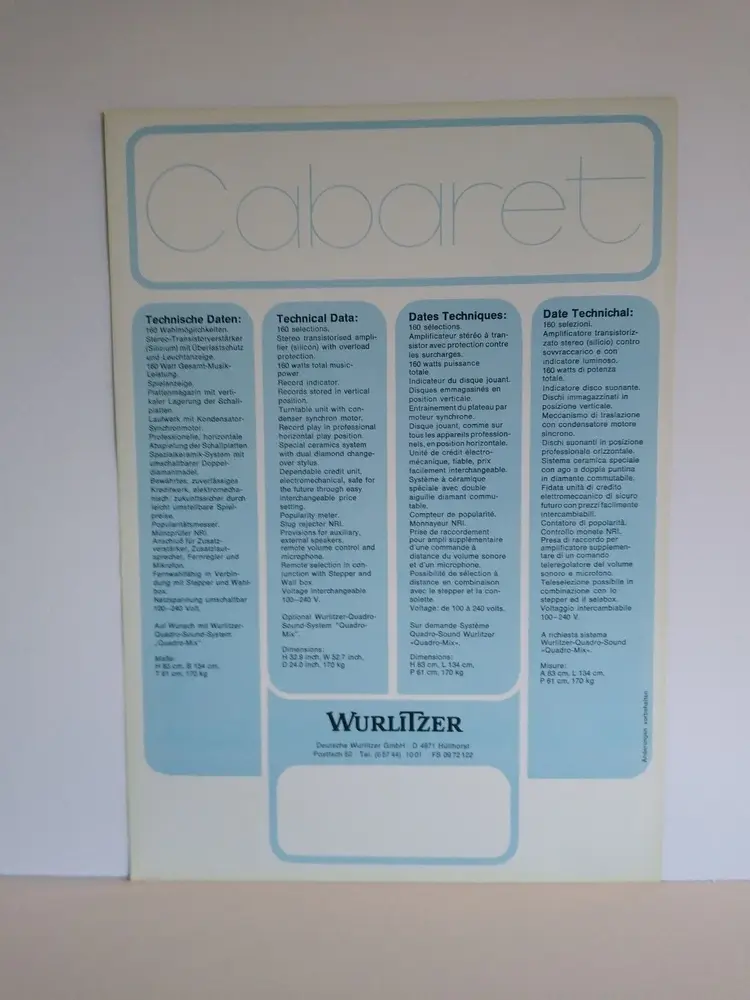 Cabaret
Technische Daten:
160 Wahlmöglichkeiten.
Stereo-Transistorverstärker
(Silicium) mit Überlastschutz
und Leuchtanzeige.
160 Watt Gesamt-Musik-
Leistung.
Spielanzeige.
Plattenmagazin mit verti-
kaler Lagerung der Schall-
platten.
Laufwerk mit Kondensator-
Synchronmotor.
Professionelle, horizontale
Abspielung der Schallplatten
Spezialkeramik-System mit
umschaltbarer Doppel-
diamantnadel.
Bewährtes, zuverlässiges
Kreditwerk, elektromecha-
nisch; zukunftssicher durch
leicht umstellbare Spiel-
preise.
Popularitätsmesser.
Münzprüfer NRI.
Anschluß für Zusatz-
verstärker, Zusatzlaut-
sprecher, Fernregler und
Mikrofon.
Fernwahlfähig in Verbin-
dung mit Stepper und Wahl-
box.
Netzspannung umschaltbar
100–240 Volt.
Auf Wunsch mit Wurlitzer-
Quadro-Sound-System
„Quadro-Mix"
Maße:
H 83 cm, B 134 cm,
T 61 cm, 170 kg
Technical Data:
160 selections.
Stereo transistorised ampli-
fier (silicon) with overload
protection.
160 watts total music-
power
Record indicator.
Records stored in vertical
position.
Turntable unit with con-
denser synchron motor.
Record play in professional
horizontal play position
Special ceramics system
with dual diamond change-
over stylus.
Dependable credit unit,
electromechanical, safe for
the future through easy
interchangeable price
setting.
Popularity meter.
Slug rejector NRI.
Provisions for auxiliary,
external speakers,
remote volume control and
microphone.
Remote selection in con-
junction with Stepper and
Wall box.
Voltage interchangeable
100–240 V.
Optional Wurlitzer-Quadro-
Sound-System "Quadro-
Mix".
Dimensions:
H 32.8 inch, W 52.7 inch,
D 24.0 inch, 170 kg
Dates Techniques:
160 sélections.
Amplificateur stéréo à tran-
sistor avec protection contre
les surcharges.
160 watts puissance
totale.
Indicateur du disque jouant.
Disques emmagasinés en
position verticale.
Entrainement du plateau par
moteur synchrone.
Disque jouant, comme sur
tous les appareils profession-
nels, en position horizontale.
Unité de crédit électro-
mécanique, fiable, prix
facilement interchangeable.
Système à céramique
spéciale avec double
aiguille diamant commu-
table.
Compteur de popularité.
Monnayeur NRI.
Prise de raccordement
pour ampli supplémentaire
d'une commande à
distance du volume sonore
et d'un microphone.
Possibilité de sélection à
distance en combinaison
avec le stepper et la con-
solette.
Voltage: de 100 à 240 volts.
Sur demande Système
Quadro-Sound Wurlitzer
«Quadro-Mix».
Dimensions:
H 83 cm, L 134 cm,
P 61 cm, 170 kg
Date Technichal:
160 selezioni.
Amplificatore transistoriz-
zato stereo (silicio) contro
sovvraccarico e con
indicatore luminoso.
160 watts di potenza
totale.
Indicatore disco suonante.
Dischi immagazzinati in
posizione verticale.
Meccanismo di traslazione
con condensatore motore
sincrono.
Dischi suonanti in posizione
professionale orizzontale.
Sistema ceramica speciale
con ago a doppia puntina
in diamante commutabile.
Fidata unità di credito
elettromeccanico di sicuro
futuro con prezzi facilmente
intercambiabili.
Contatore di popolarità.
Controllo monete NRI.
Presa di raccordo per
amplificatore supplemen-
tare di un comando
teleregolatore del volume
sonoro e microfono.
Teleselezione possibile in
combinazione con lo
stepper ed il selobox.
Voltaggio intercambiabile
100–240 V.
A richiesta sistema
Wurlitzer-Quadro-Sound
«Quadro-Mix».
Misure:
A 83 cm, L 134 cm,
P 61 cm, 170 kg
Änderungen vorbehalten
WURLITZER
Deutsche Wurlitzer GmbH D 4971 Hüllhorst
Postfach 52 Tel. (0 57 44) 10 01 FS 09 72 122